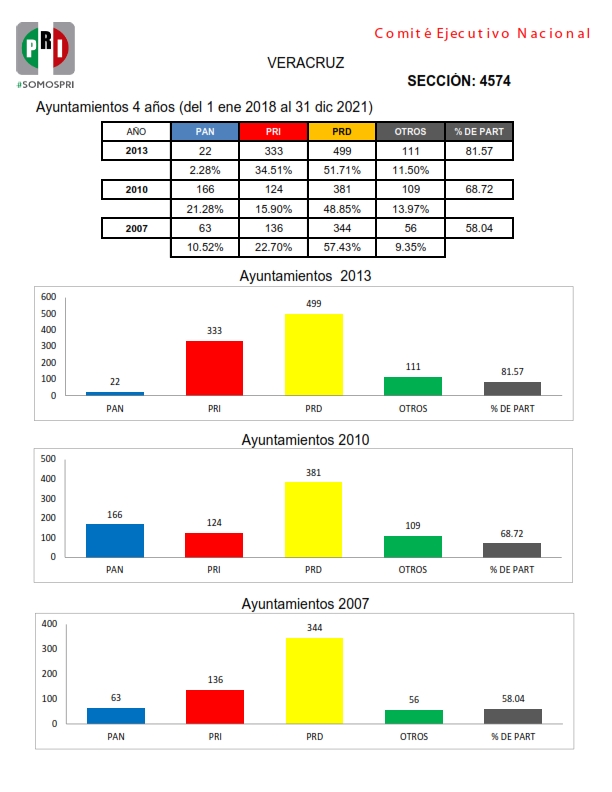 Comité Ejecutivo Nacional
PRI
#SOMOSPRI
VERACRUZ
SECCIÓN: 4574
Ayuntamientos 4 años (del 1 ene 2018 al 31 dic 2021)
AÑO PAN PRI PRD OTROS % DE PART
2013 22 333 499 111 81.57
2.28% 34.51% 51.71% 11.50%
2010 166 124 381 109 68.72
21.28% 15.90% 48.85% 13.97%
2007 63 136 344 56 58.04
10.52% 22.70% 57.43% 9.35%
Ayuntamientos 2013
600
500
400
300
200
100
0
22 333 499 111 81.57
PAN PRI PRD OTROS % DE PART
Ayuntamientos 2010
500
400
300
200
100
0
166 124 381 109 68.72
PAN PRI PRD OTROS % DE PART
Ayuntamientos 2007
400
300
200
100
0
63 136 344 56 58.04
PAN PRI PRD OTROS % DE PART